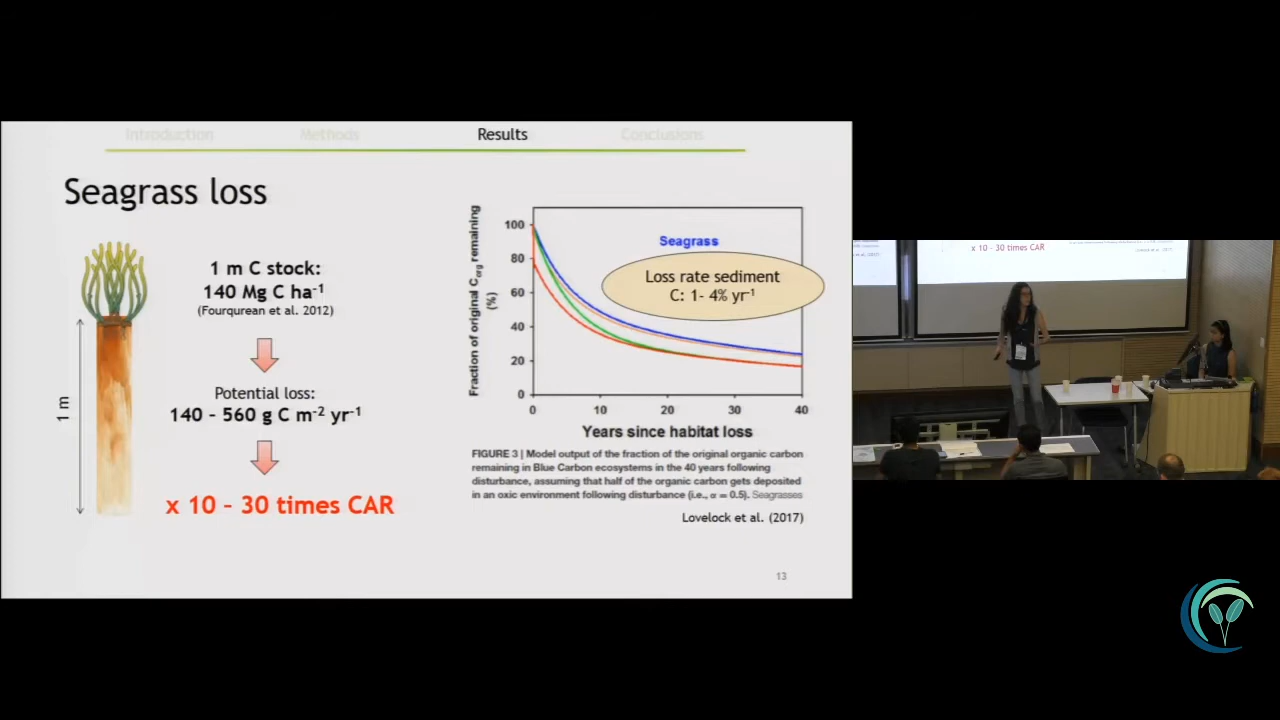 Introduction
Methods
Results
Conclusions
Seagrass loss
1 m C stock:
140 Mg C ha⁻¹
(Fourqurean et al. 2012)
Potential loss:
140 – 560 g C m⁻² yr⁻¹
x 10 – 30 times CAR
1 m
Fraction of original Corg remaining
(%)
100
80
60
40
20
0
Seagrass
Loss rate sediment
C: 1- 4% yr⁻¹
0
10
20
30
40
Years since habitat loss
FIGURE 3 | Model output of the fraction of the original organic carbon
remaining in Blue Carbon ecosystems in the 40 years following
disturbance, assuming that half of the organic carbon gets deposited
in an oxic environment following disturbance (i.e., α = 0.5). Seagrasses
Lovelock et al. (2017)
13
x 10 - 30 times CAR